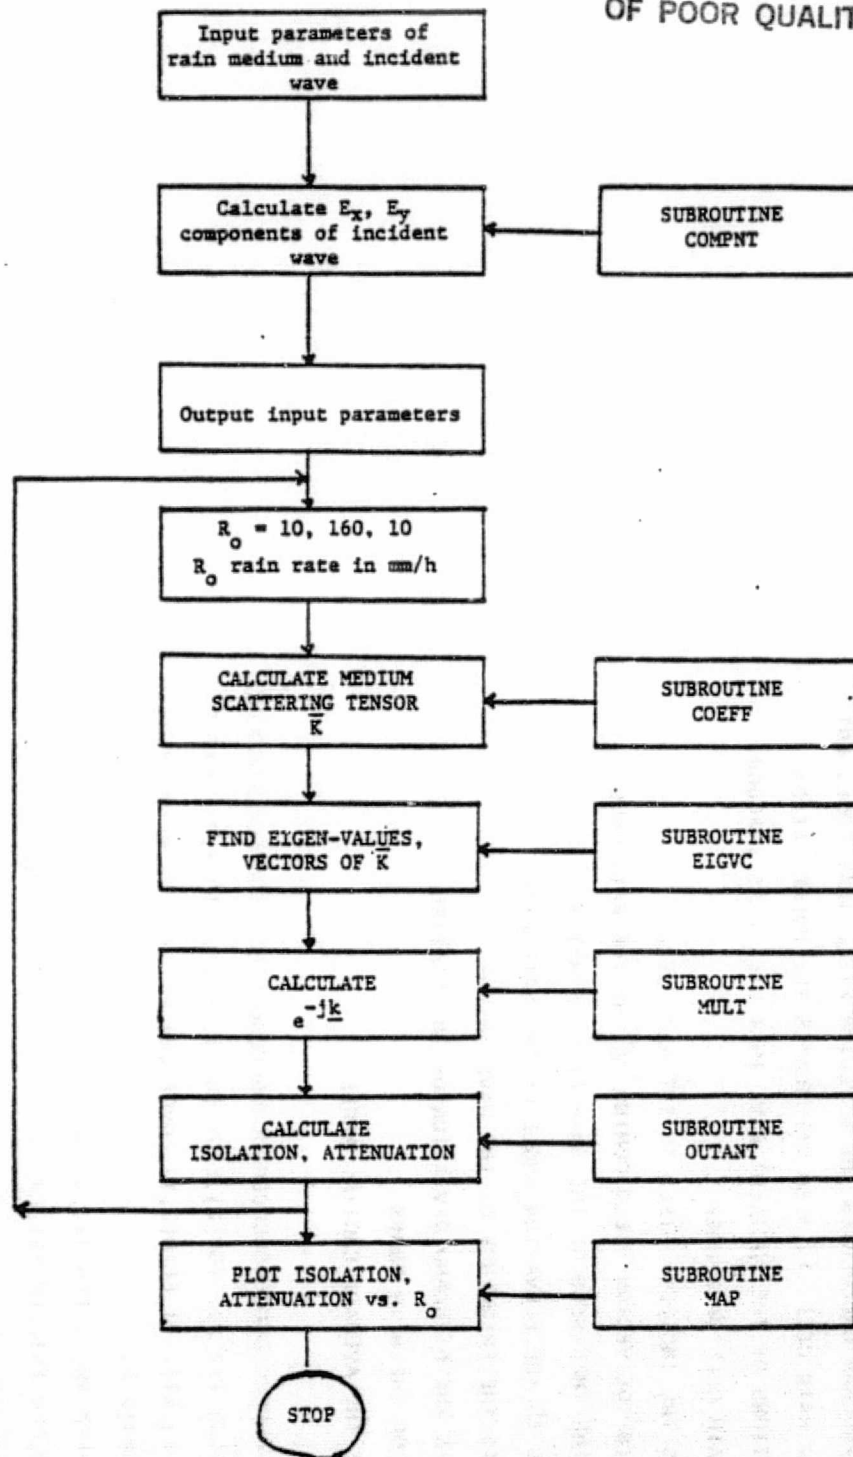 OF POOR QUALIT
Input parameters of
rain medium and incident
wave
Calculate Ex, Ey
components of incident
wave
SUBROUTINE
COMPNT
Output input parameters
Ro = 10, 160, 10
Ro rain rate in mm/h
CALCULATE MEDIUM
SCATTERING TENSOR
K̿
SUBROUTINE
COEFF
FIND EIGEN-VALUES,
VECTORS OF K̿
SUBROUTINE
EIGVC
CALCULATE
e-jk̲
SUBROUTINE
MULT
CALCULATE
ISOLATION, ATTENUATION
SUBROUTINE
OUTANT
PLOT ISOLATION,
ATTENUATION vs. Ro
SUBROUTINE
MAP
STOP